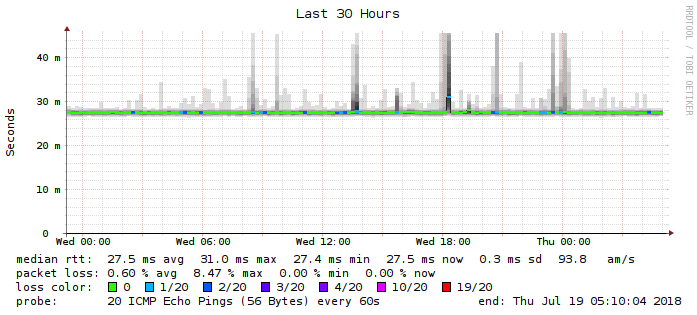 Last 30 Hours
RRDTOOL / TOBI OETIKER
Seconds
40 m
30 m
20 m
10 m
0
Wed 00:00 Wed 06:00 Wed 12:00 Wed 18:00 Thu 00:00
median rtt: 27.5 ms avg 31.0 ms max 27.4 ms min 27.5 ms now 0.3 ms sd 93.8 am/s
packet loss: 0.60 % avg 8.47 % max 0.00 % min 0.00 % now
loss color: 0 1/20 2/20 3/20 4/20 10/20 19/20
probe: 20 ICMP Echo Pings (56 Bytes) every 60s end: Thu Jul 19 05:10:04 2018